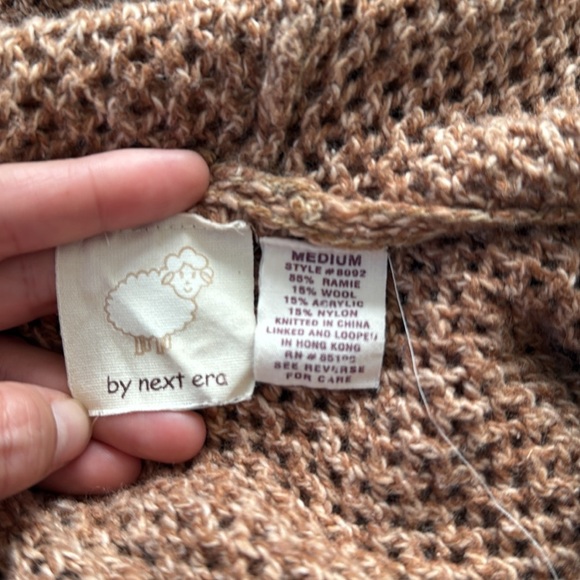 by next era
MEDIUM
STYLE #8092
55% RAMIE
15% WOOL
15% ACRYLIC
15% NYLON
KNITTED IN CHINA
LINKED AND LOOPED
IN HONG KONG
RN #
SEE REVERSE
FOR CARE